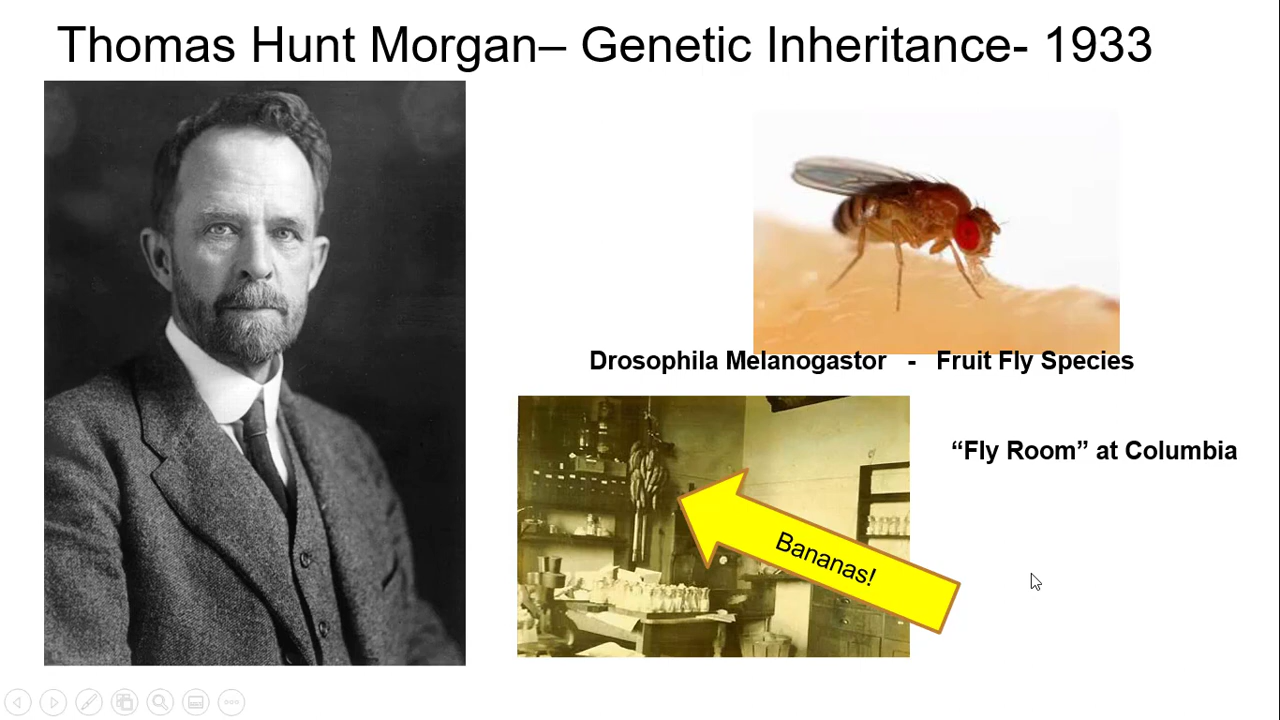 Thomas Hunt Morgan– Genetic Inheritance- 1933
Drosophila Melanogastor - Fruit Fly Species
“Fly Room” at Columbia
Bananas!